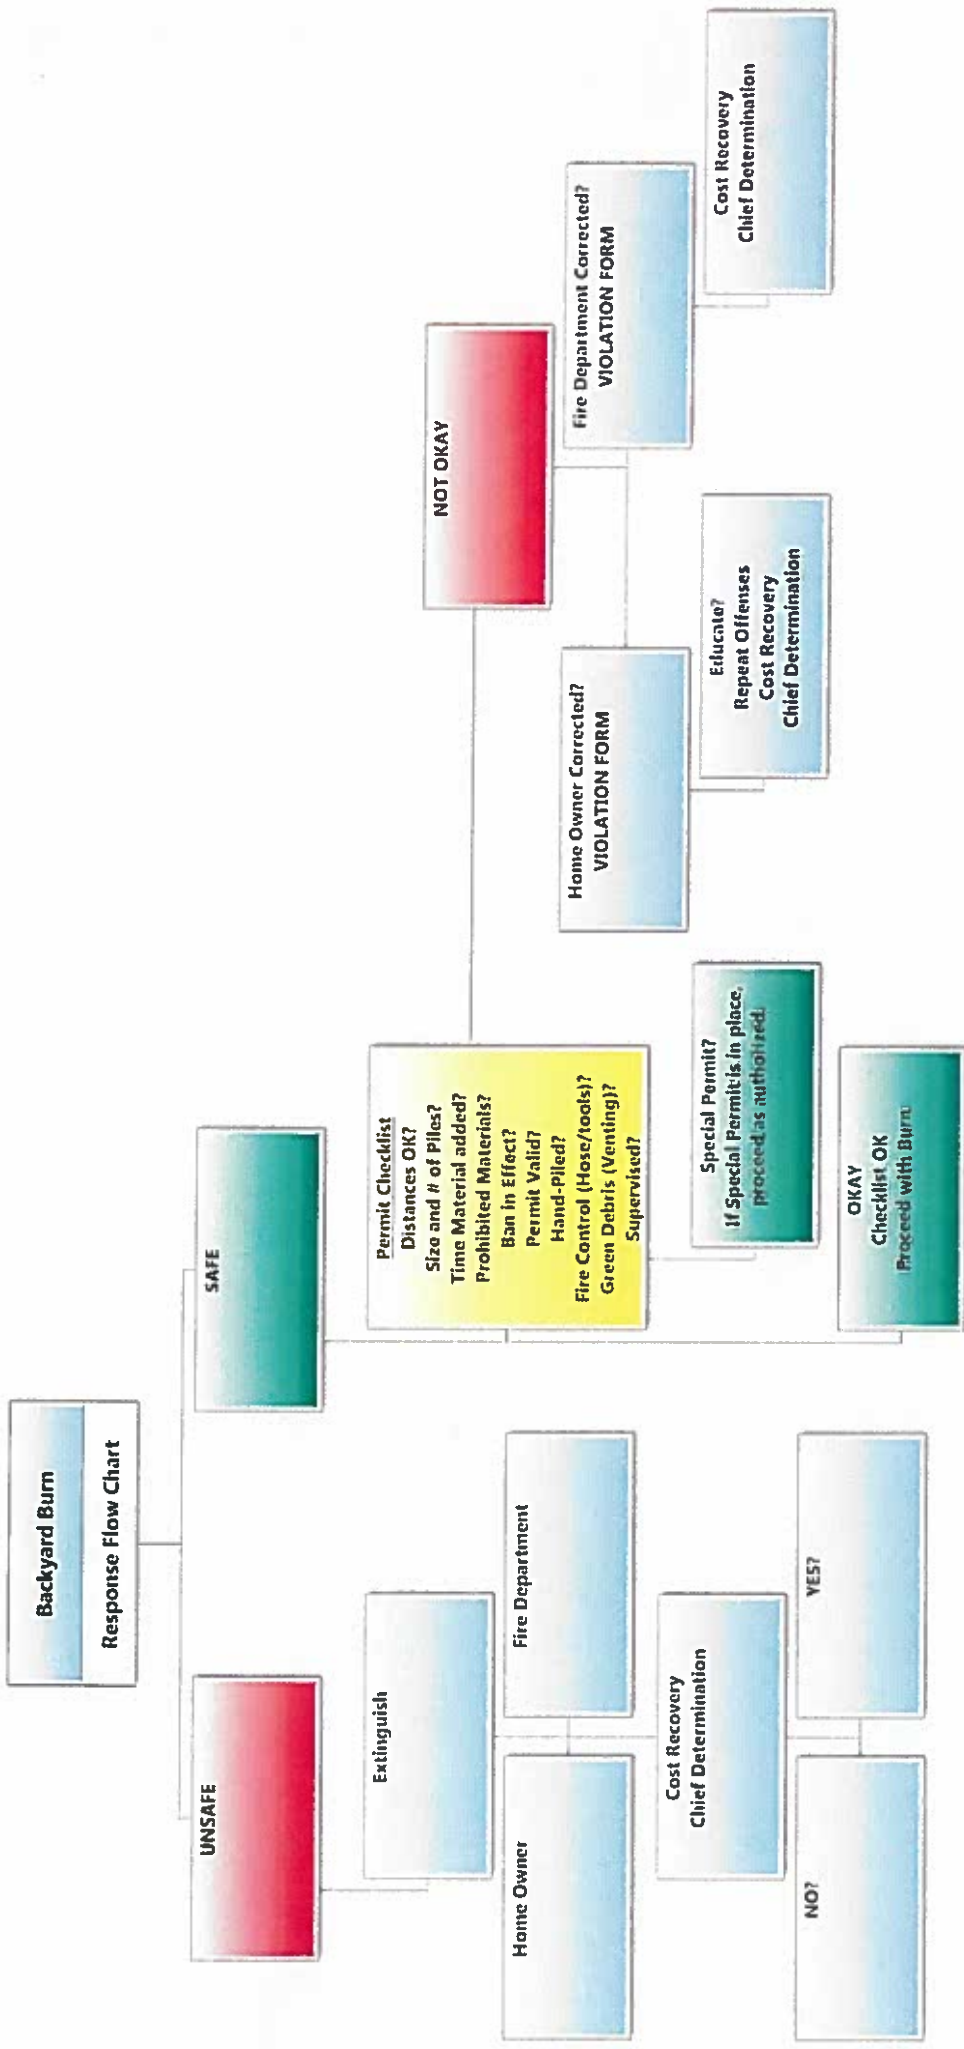 Backyard Burn
Response Flow Chart
UNSAFE
SAFE
Extinguish
Home Owner
Fire Department
Cost Recovery
Chief Determination
NO?
YES?
Permit Checklist
Distances OK?
Size and # of Piles?
Time Material added?
Prohibited Materials?
Ban in Effect?
Permit Valid?
Hand-Piled?
Fire Control (Hose/tools)?
Green Debris (Venting)?
Supervised?
Special Permit?
If Special Permit is in place,
proceed as authorized.
OKAY
Checklist OK
Proceed with Burn
NOT OKAY
Home Owner Corrected?
VIOLATION FORM
Educate?
Repeat Offenses
Cost Recovery
Chief Determination
Fire Department Corrected?
VIOLATION FORM
Cost Recovery
Chief Determination